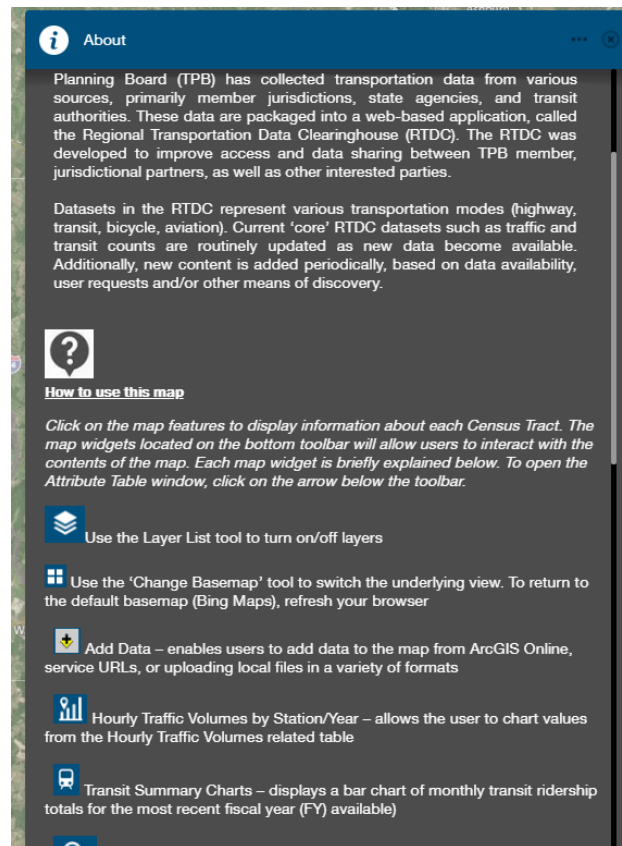 About
Planning Board (TPB) has collected transportation data from various
sources, primarily member jurisdictions, state agencies, and transit
authorities. These data are packaged into a web-based application, called
the Regional Transportation Data Clearinghouse (RTDC). The RTDC was
developed to improve access and data sharing between TPB member,
jurisdictional partners, as well as other interested parties.
Datasets in the RTDC represent various transportation modes (highway,
transit, bicycle, aviation). Current ‘core’ RTDC datasets such as traffic and
transit counts are routinely updated as new data become available.
Additionally, new content is added periodically, based on data availability,
user requests and/or other means of discovery.
How to use this map
Click on the map features to display information about each Census Tract. The
map widgets located on the bottom toolbar will allow users to interact with the
contents of the map. Each map widget is briefly explained below. To open the
Attribute Table window, click on the arrow below the toolbar.
Use the Layer List tool to turn on/off layers
Use the ‘Change Basemap’ tool to switch the underlying view. To return to
the default basemap (Bing Maps), refresh your browser
Add Data – enables users to add data to the map from ArcGIS Online,
service URLs, or uploading local files in a variety of formats
Hourly Traffic Volumes by Station/Year – allows the user to chart values
from the Hourly Traffic Volumes related table
Transit Summary Charts – displays a bar chart of monthly transit ridership
totals for the most recent fiscal year (FY) available)